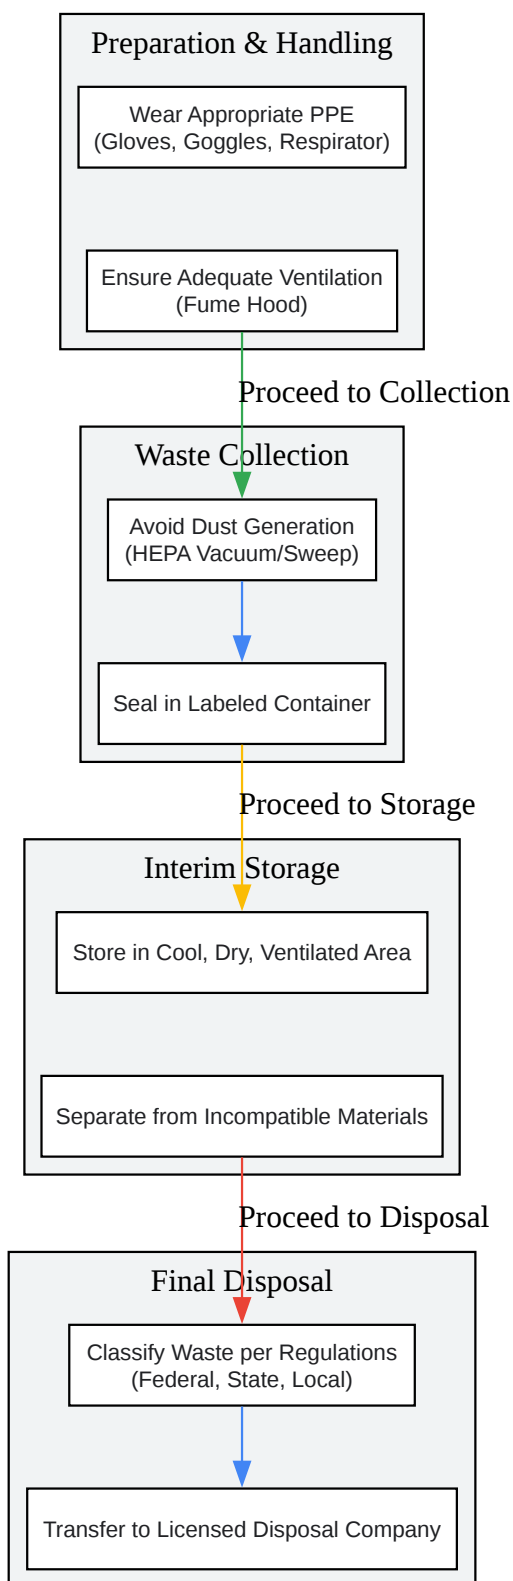 Preparation & Handling
Wear Appropriate PPE
(Gloves, Goggles, Respirator)
Ensure Adequate Ventilation
(Fume Hood)
Proceed to Collection
Waste Collection
Avoid Dust Generation
(HEPA Vacuum/Sweep)
Seal in Labeled Container
Proceed to Storage
Interim Storage
Store in Cool, Dry, Ventilated Area
Separate from Incompatible Materials
Proceed to Disposal
Final Disposal
Classify Waste per Regulations
(Federal, State, Local)
Transfer to Licensed Disposal Company